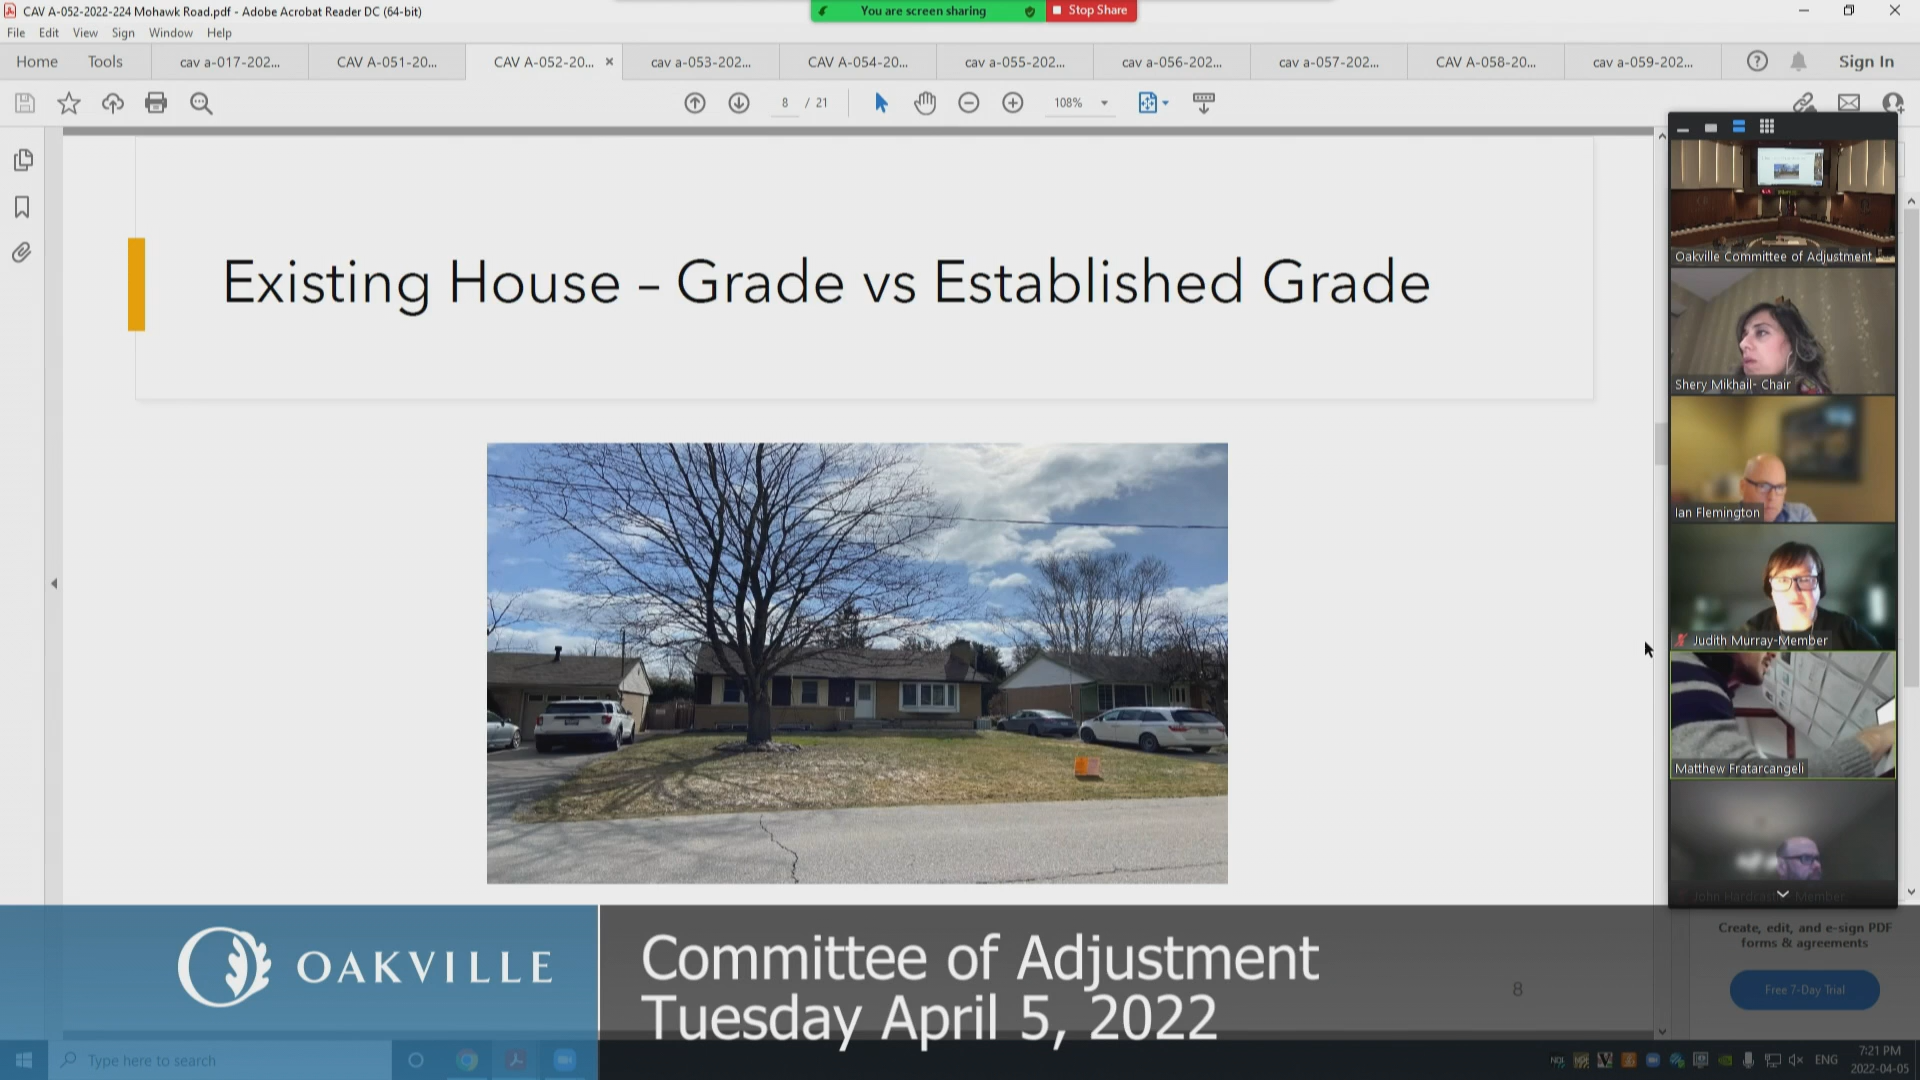 CAV A-052-2022-224 Mohawk Road.pdf - Adobe Acrobat Reader DC (64-bit)
You are screen sharing
Stop Share
File Edit View Sign Window Help
Home Tools
cav a-017-202...
CAV A-051-20...
CAV A-052-20...
cav a-053-202...
CAV A-054-20...
cav a-055-202...
cav a-056-202...
cav a-057-202...
CAV A-058-20...
cav a-059-202...
Sign In
8 / 21
108%
Existing House – Grade vs Established Grade
Oakville Committee of Adjustment
Shery Mikhail- Chair
Ian Flemington
Judith Murray-Member
Matthew Fratarcangeli
John Hardcastle- Member
Create, edit, and e-sign PDF
forms & agreements
Free 7-Day Trial
8
OAKVILLE
Committee of Adjustment
Tuesday April 5, 2022
Type here to search
ENG
7:21 PM
2022-04-05